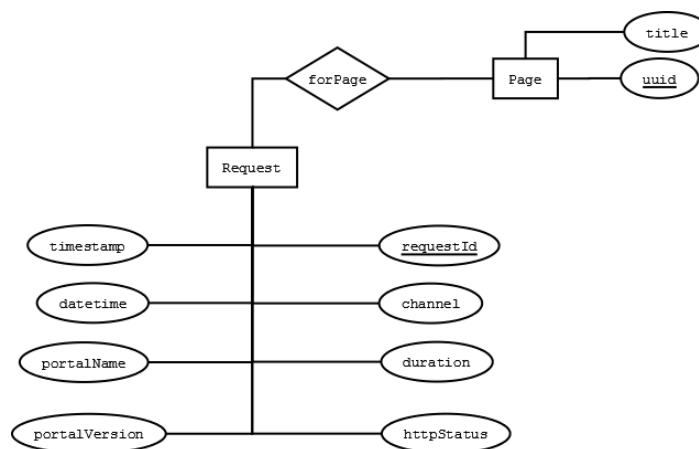 title
forPage
Page
uuid
Request
timestamp
requestId
datetime
channel
portalName
duration
portalVersion
httpStatus